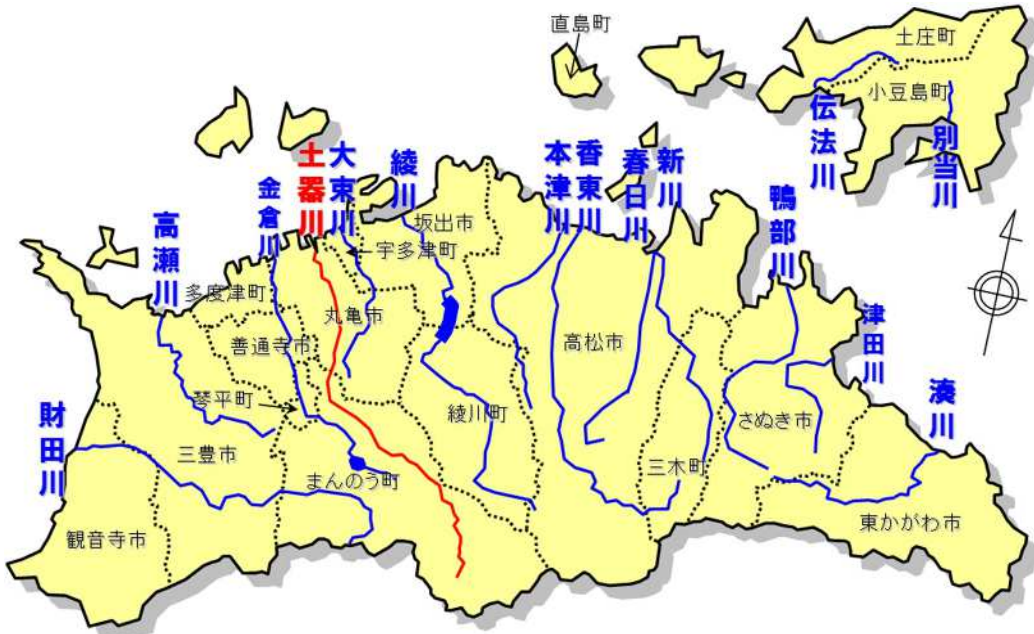 直島町
土庄町
小豆島町
伝法川
別当川
土器川
大束川
綾川
本津川
香東川
春日川
新川
鴨部川
金倉川
高瀬川
坂出市
宇多津町
多度津町
丸亀市
善通寺市
高松市
津田川
琴平町
綾川町
さぬき市
湊川
財田川
三豊市
まんのう町
三木町
観音寺市
東かがわ市